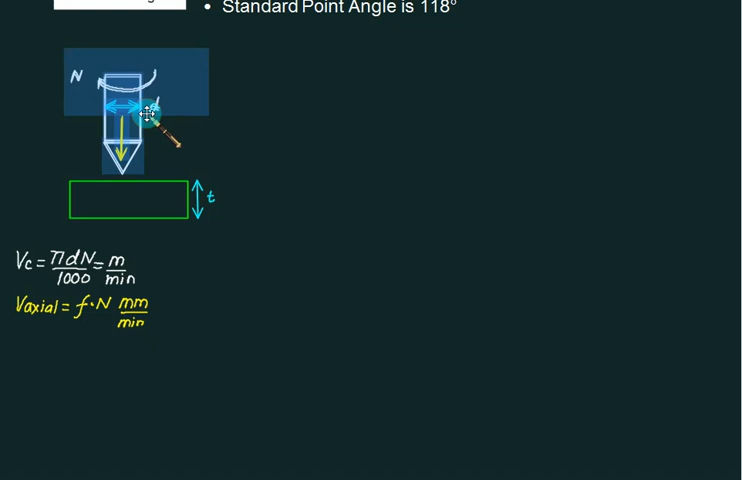 • Standard Point Angle is 118°
N
d
t
Vc = πdN/1000 = m/min
Vaxial = f·N mm/min